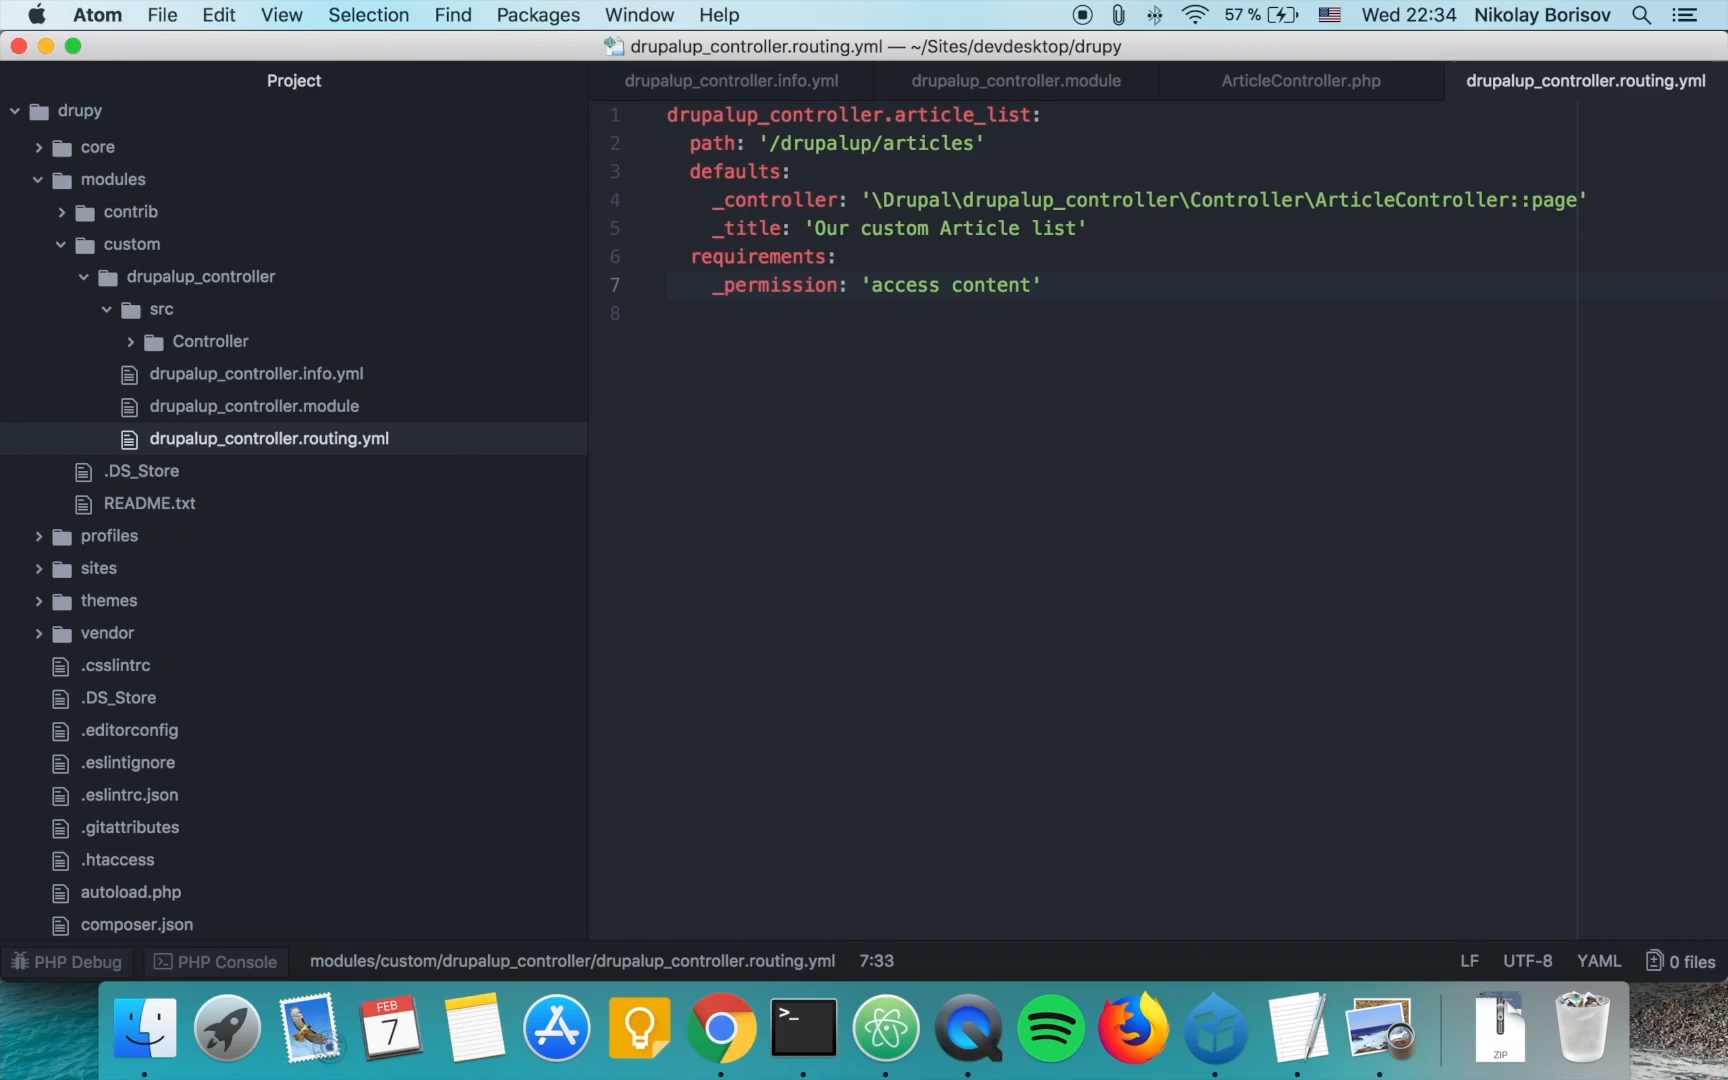 Atom File Edit View Selection Find Packages Window Help 57 % Wed 22:34 Nikolay Borisov
drupalup_controller.routing.yml — ~/Sites/devdesktop/drupy
Project
drupy
core
modules
contrib
custom
drupalup_controller
src
Controller
drupalup_controller.info.yml
drupalup_controller.module
drupalup_controller.routing.yml
.DS_Store
README.txt
profiles
sites
themes
vendor
.csslintrc
.DS_Store
.editorconfig
.eslintignore
.eslintrc.json
.gitattributes
.htaccess
autoload.php
composer.json
drupalup_controller.info.yml drupalup_controller.module ArticleController.php drupalup_controller.routing.yml
1 drupalup_controller.article_list:
2 path: '/drupalup/articles'
3 defaults:
4 _controller: '\Drupal\drupalup_controller\Controller\ArticleController::page'
5 _title: 'Our custom Article list'
6 requirements:
7 _permission: 'access content'
8
PHP Debug PHP Console modules/custom/drupalup_controller/drupalup_controller.routing.yml 7:33 LF UTF-8 YAML 0 files
FEB
7
>_
ZIP